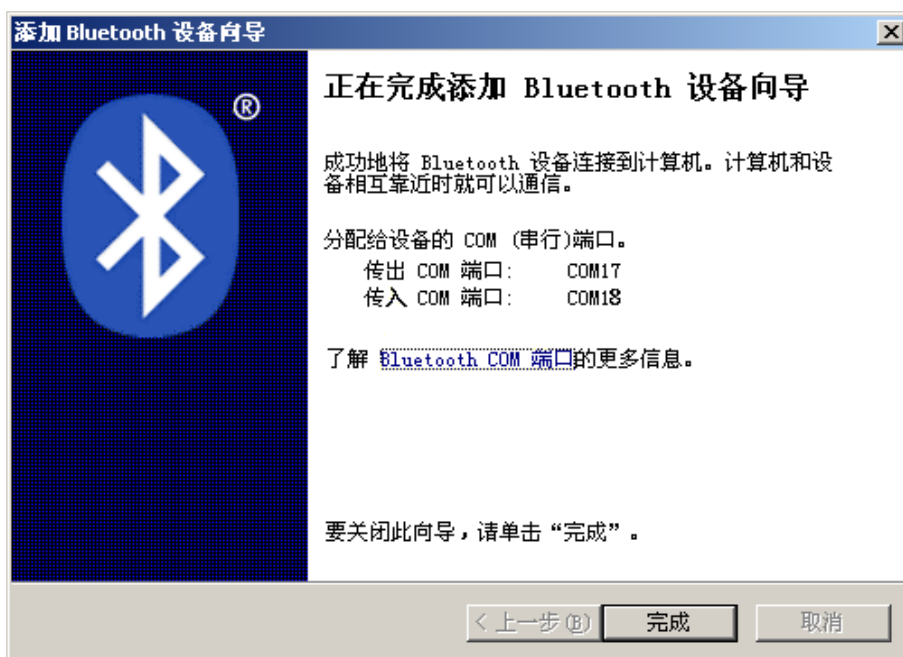 添加 Bluetooth 设备向导
®
正在完成添加 Bluetooth 设备向导
成功地将 Bluetooth 设备连接到计算机。计算机和设
备相互靠近时就可以通信。
分配给设备的 COM (串行)端口。
传出 COM 端口: COM17
传入 COM 端口: COM18
了解 Bluetooth COM 端口的更多信息。
要关闭此向导,请单击“完成”。
< 上一步(B) 完成 取消